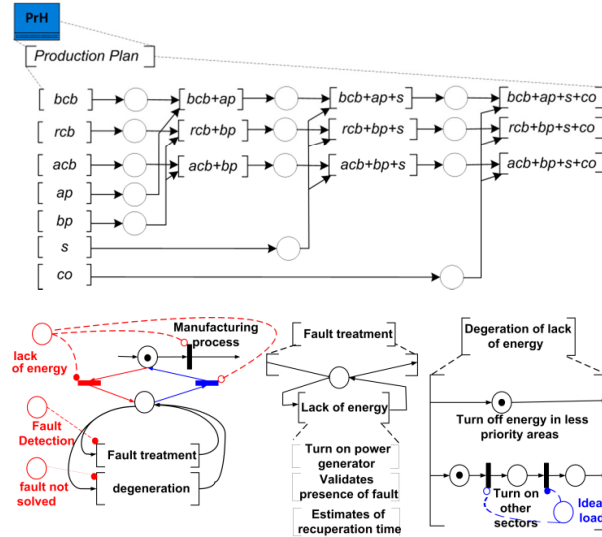 PrH
Production Plan
bcb
bcb+ap
bcb+ap+s
bcb+ap+s+co
rcb
rcb+bp
rcb+bp+s
rcb+bp+s+co
acb
acb+bp
acb+bp+s
acb+bp+s+co
ap
bp
s
co
lack
of energy
Manufacturing
process
Fault
Detection
Fault treatment
fault not
solved
degeneration
Fault treatment
Lack of energy
Turn on power
generator
Validates
presence of fault
Estimates of
recuperation time
Degeration of lack
of energy
Turn off energy in less
priority areas
Turn on
other
sectors
Ideal
load